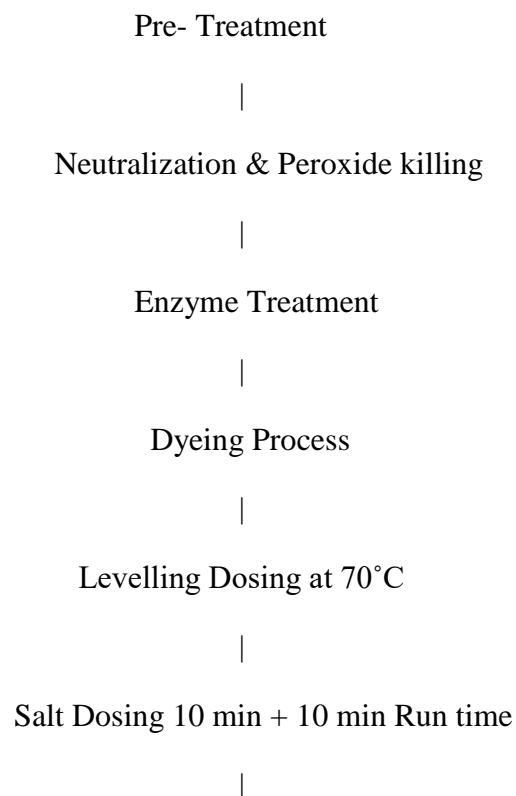 Pre- Treatment
|
Neutralization & Peroxide killing
|
Enzyme Treatment
|
Dyeing Process
|
Levelling Dosing at 70˚C
|
Salt Dosing 10 min + 10 min Run time
|